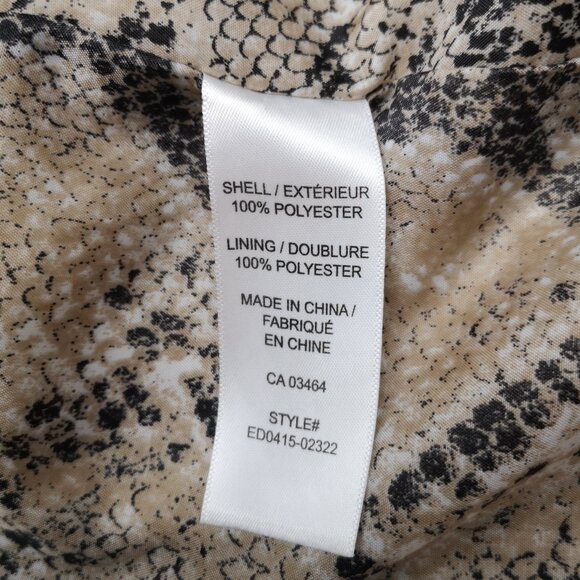 SHELL / EXTÉRIEUR
100% POLYESTER
LINING / DOUBLURE
100% POLYESTER
MADE IN CHINA /
FABRIQUÉ
EN CHINE
CA 03464
STYLE#
ED0415-02322